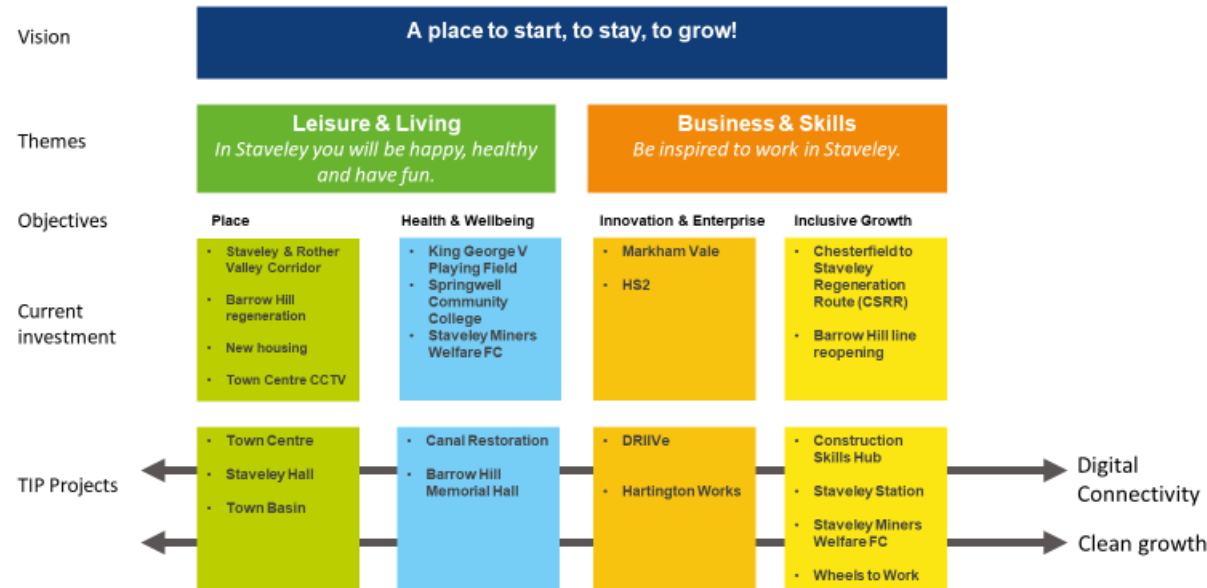 Vision
A place to start, to stay, to grow!
Themes
Leisure & Living
In Staveley you will be happy, healthy
and have fun.
Business & Skills
Be inspired to work in Staveley.
Objectives
Place
Health & Wellbeing
Innovation & Enterprise
Inclusive Growth
Current
investment
• Staveley & Rother
Valley Corridor
• Barrow Hill
regeneration
• New housing
• Town Centre CCTV
• King George V
Playing Field
• Springwell
Community
College
• Staveley Miners
Welfare FC
• Markham Vale
• HS2
• Chesterfield to
Staveley
Regeneration
Route (CSRR)
• Barrow Hill line
reopening
TIP Projects
• Town Centre
• Staveley Hall
• Town Basin
• Canal Restoration
• Barrow Hill
Memorial Hall
• DRIIVe
• Hartington Works
• Construction
Skills Hub
• Staveley Station
• Staveley Miners
Welfare FC
• Wheels to Work
Digital
Connectivity
Clean growth